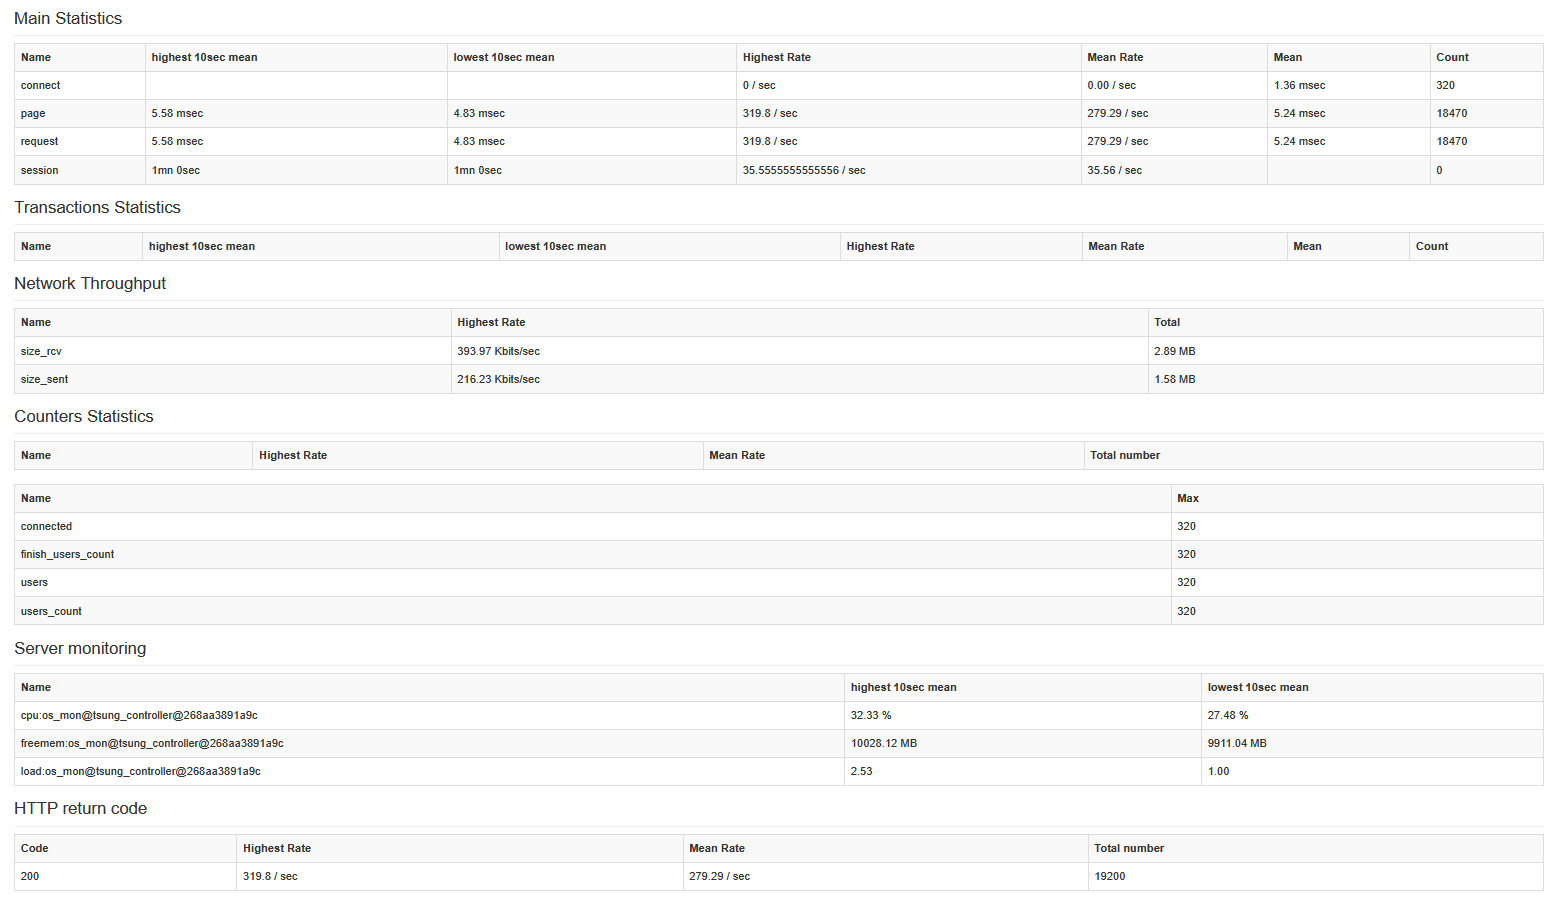 Main Statistics
Name highest 10sec mean lowest 10sec mean Highest Rate Mean Rate Mean Count
connect 0 / sec 0.00 / sec 1.36 msec 320
page 5.58 msec 4.83 msec 319.8 / sec 279.29 / sec 5.24 msec 18470
request 5.58 msec 4.83 msec 319.8 / sec 279.29 / sec 5.24 msec 18470
session 1mn 0sec 1mn 0sec 35.5555555555556 / sec 35.56 / sec 0
Transactions Statistics
Name highest 10sec mean lowest 10sec mean Highest Rate Mean Rate Mean Count
Network Throughput
Name Highest Rate Total
size_rcv 393.97 Kbits/sec 2.89 MB
size_sent 216.23 Kbits/sec 1.58 MB
Counters Statistics
Name Highest Rate Mean Rate Total number
Name Max
connected 320
finish_users_count 320
users 320
users_count 320
Server monitoring
Name highest 10sec mean lowest 10sec mean
cpu:os_mon@tsung_controller@268aa3891a9c 32.33 % 27.48 %
freemem:os_mon@tsung_controller@268aa3891a9c 10028.12 MB 9911.04 MB
load:os_mon@tsung_controller@268aa3891a9c 2.53 1.00
HTTP return code
Code Highest Rate Mean Rate Total number
200 319.8 / sec 279.29 / sec 19200